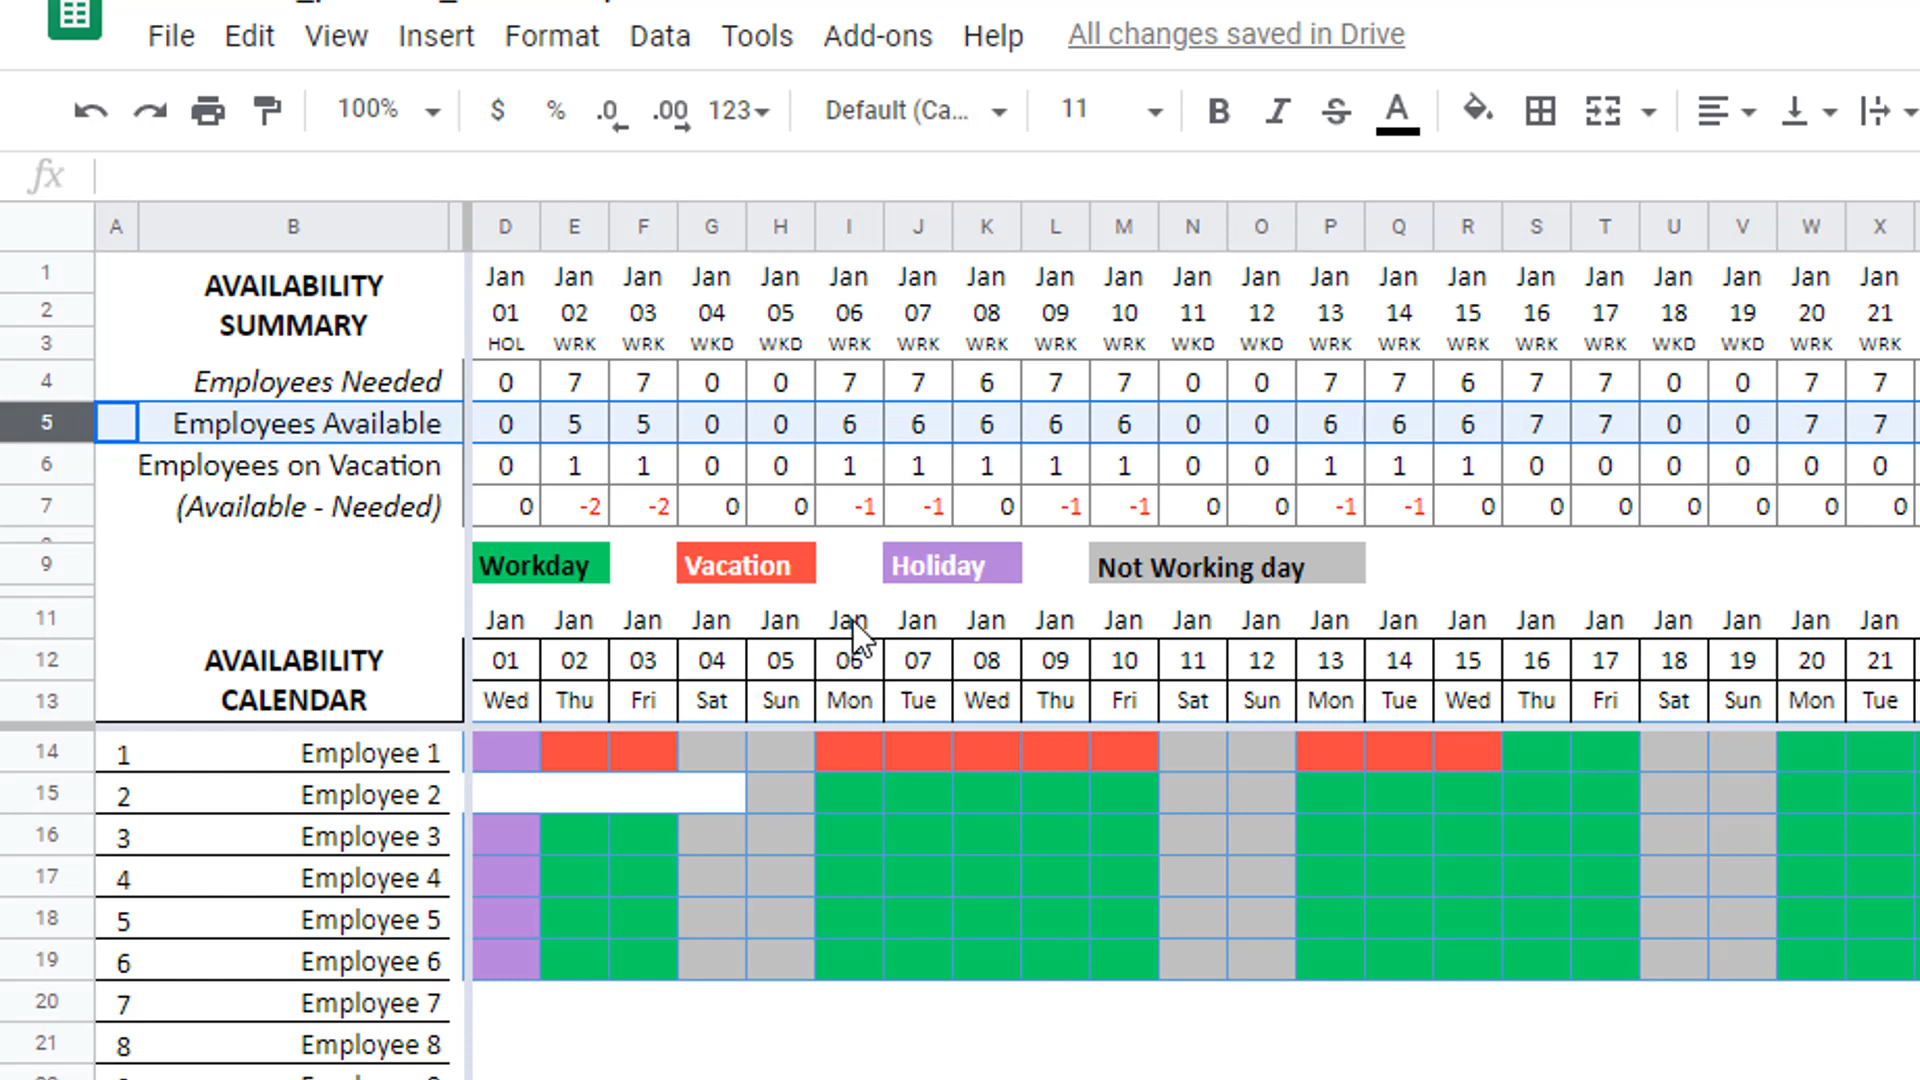 File Edit View Insert Format Data Tools Add-ons Help All changes saved in Drive
100% $ % .0 .00 123 Default (Ca... 11 B I S A
fx
A B D E F G H I J K L M N O P Q R S T U V W X
1 AVAILABILITY Jan Jan Jan Jan Jan Jan Jan Jan Jan Jan Jan Jan Jan Jan Jan Jan Jan Jan Jan Jan Jan
2 SUMMARY 01 02 03 04 05 06 07 08 09 10 11 12 13 14 15 16 17 18 19 20 21
3 HOL WRK WRK WKD WKD WRK WRK WRK WRK WRK WKD WKD WRK WRK WRK WRK WRK WKD WKD WRK WRK
4 Employees Needed 0 7 7 0 0 7 7 6 7 7 0 0 7 7 6 7 7 0 0 7 7
5 Employees Available 0 5 5 0 0 6 6 6 6 6 0 0 6 6 6 7 7 0 0 7 7
6 Employees on Vacation 0 1 1 0 0 1 1 1 1 1 0 0 1 1 1 0 0 0 0 0 0
7 (Available - Needed) 0 -2 -2 0 0 -1 -1 0 -1 -1 0 0 -1 -1 0 0 0 0 0 0 0
9 Workday Vacation Holiday Not Working day
11 Jan Jan Jan Jan Jan Jan Jan Jan Jan Jan Jan Jan Jan Jan Jan Jan Jan Jan Jan Jan Jan
12 AVAILABILITY 01 02 03 04 05 06 07 08 09 10 11 12 13 14 15 16 17 18 19 20 21
13 CALENDAR Wed Thu Fri Sat Sun Mon Tue Wed Thu Fri Sat Sun Mon Tue Wed Thu Fri Sat Sun Mon Tue
14 1 Employee 1
15 2 Employee 2
16 3 Employee 3
17 4 Employee 4
18 5 Employee 5
19 6 Employee 6
20 7 Employee 7
21 8 Employee 8